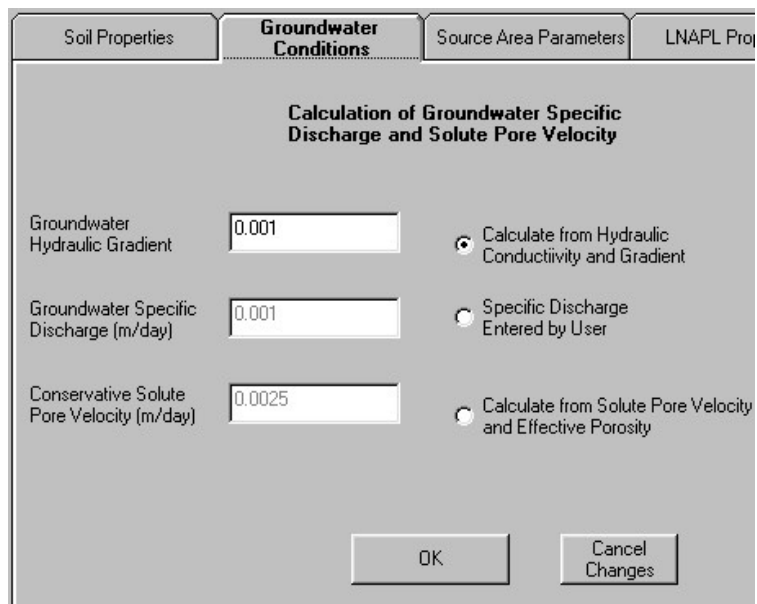 Soil Properties
Groundwater
Conditions
Source Area Parameters
LNAPL Prop
Calculation of Groundwater Specific
Discharge and Solute Pore Velocity
Groundwater
Hydraulic Gradient
0.001
Calculate from Hydraulic
Conductiivity and Gradient
Groundwater Specific
Discharge (m/day)
0.001
Specific Discharge
Entered by User
Conservative Solute
Pore Velocity (m/day)
0.0025
Calculate from Solute Pore Velocity
and Effective Porosity
OK
Cancel
Changes